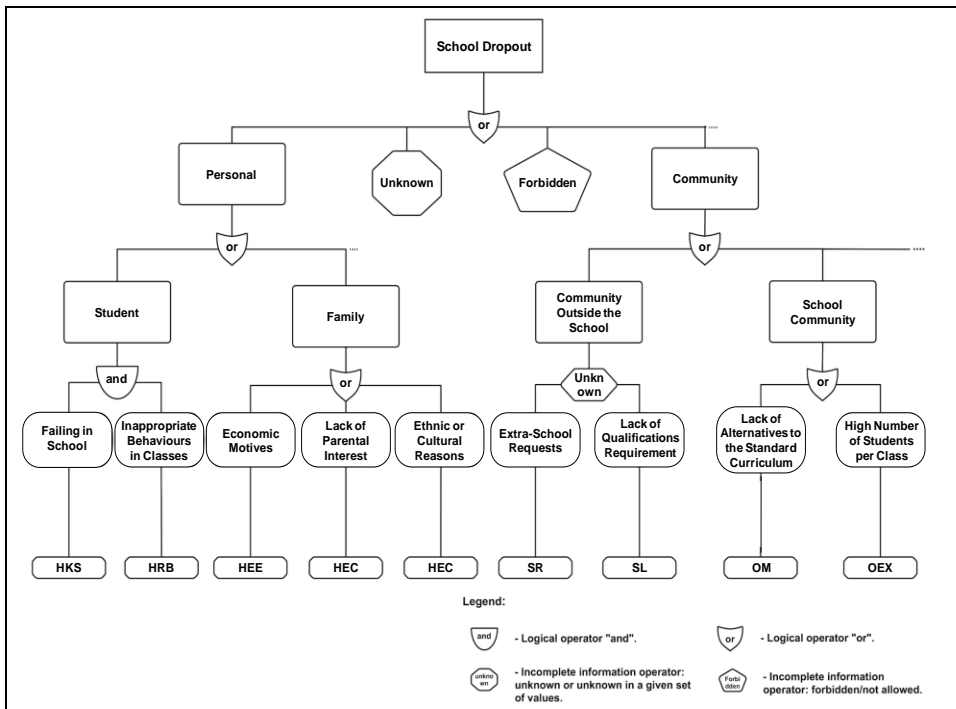 School Dropout
or
....
Personal
Unknown
Forbidden
Community
or
....
or
....
Student
Family
Community
Outside the
School
School
Community
and
or
Unkn
own
or
Failing in
School
Inappropriate
Behaviours
in Classes
Economic
Motives
Lack of
Parental
Interest
Ethnic or
Cultural
Reasons
Extra-School
Requests
Lack of
Qualifications
Requirement
Lack of
Alternatives to
the Standard
Curriculum
High Number
of Students
per Class
HKS
HRB
HEE
HEC
HEC
SR
SL
OM
OEX
Legend:
and
- Logical operator "and".
or
- Logical operator "or".
unkno
wn
- Incomplete information operator:
unknown or unknown in a given set
of values.
Forbi
dden
- Incomplete information
operator: forbidden/not allowed.